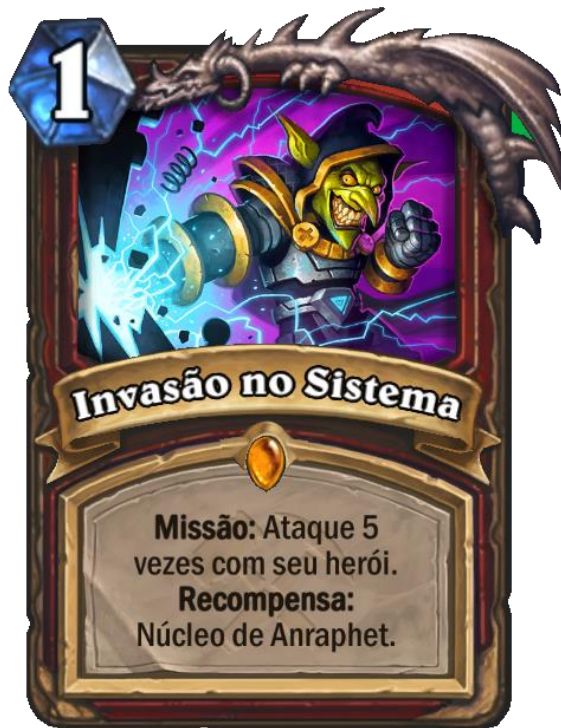 1
Invasão no Sistema
Missão: Ataque 5
vezes com seu herói.
Recompensa:
Núcleo de Anraphet.